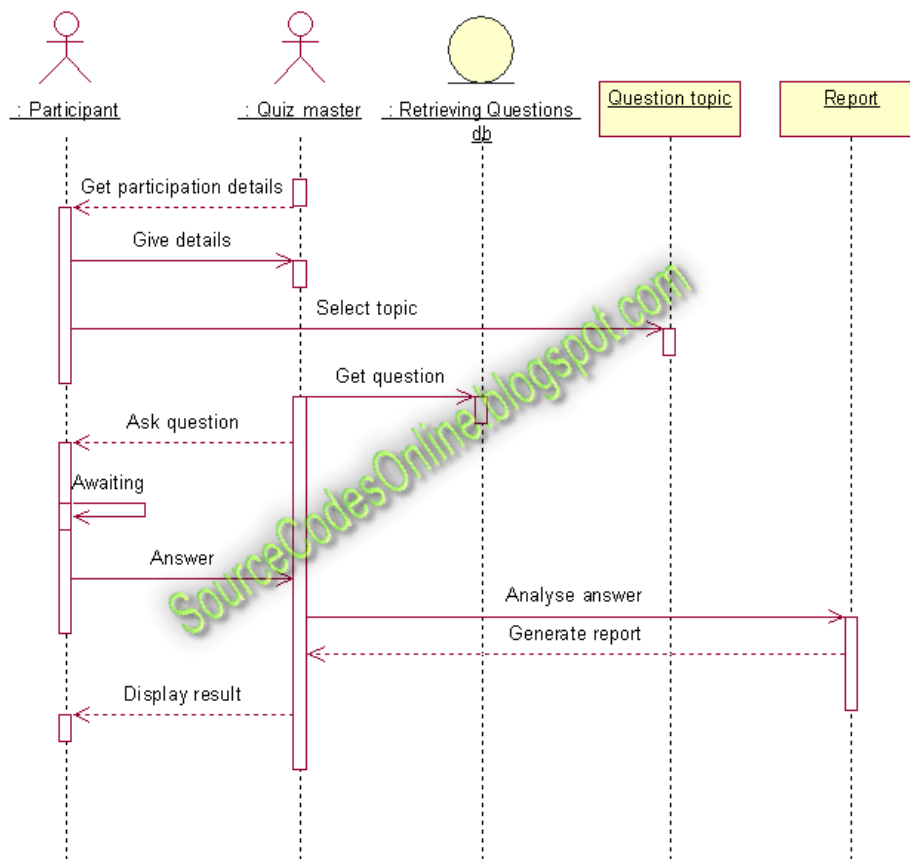 : Participant
: Quiz master
: Retrieving Questions
db
Question topic
Report
Get participation details
Give details
Select topic
Get question
Ask question
Awaiting
Answer
Analyse answer
Generate report
Display result
SourceCodesOnline.blogspot.com